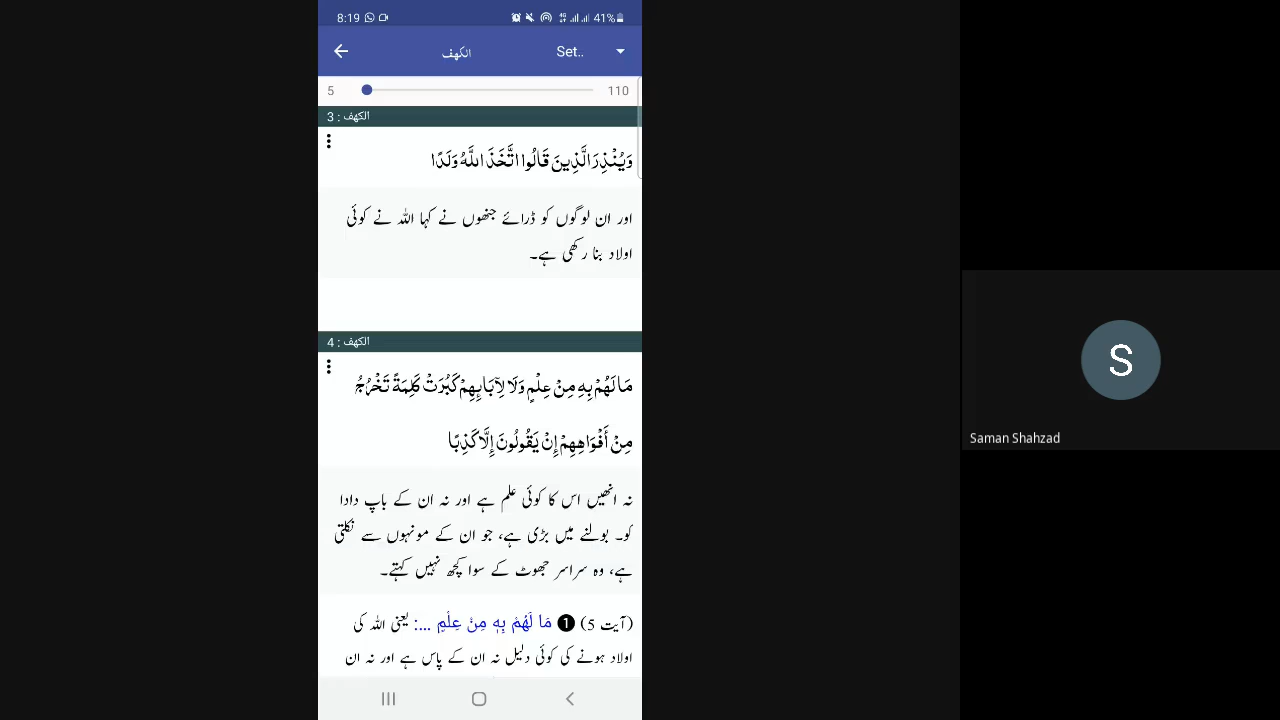 8:19 41%
الكهف Set..
5 110
الكهف : 3
وَيُنْذِرَ الَّذِينَ قَالُوا اتَّخَذَ اللَّهُ وَلَدًا
اور ان لوگوں کو ڈرائے جنھوں نے کہا اللہ نے کوئی
اولاد بنا رکھی ہے۔
الكهف : 4
مَا لَهُمْ بِهِ مِنْ عِلْمٍ وَلَا لِآبَائِهِمْ كَبُرَتْ كَلِمَةً تَخْرُجُ
مِنْ أَفْوَاهِهِمْ إِنْ يَقُولُونَ إِلَّا كَذِبًا
نہ انھیں اس کا کوئی علم ہے اور نہ ان کے باپ دادا
کو۔ بولنے میں بڑی ہے، جو ان کے مونہوں سے نکلتی
ہے، وہ سراسر جھوٹ کے سوا کچھ نہیں کہتے۔
(آیت 5) ❶ مَا لَهُمْ بِهٖ مِنْ عِلْمٍ ...: یعنی اللہ کی
اولاد ہونے کی کوئی دلیل نہ ان کے پاس ہے اور نہ ان
S
Saman Shahzad